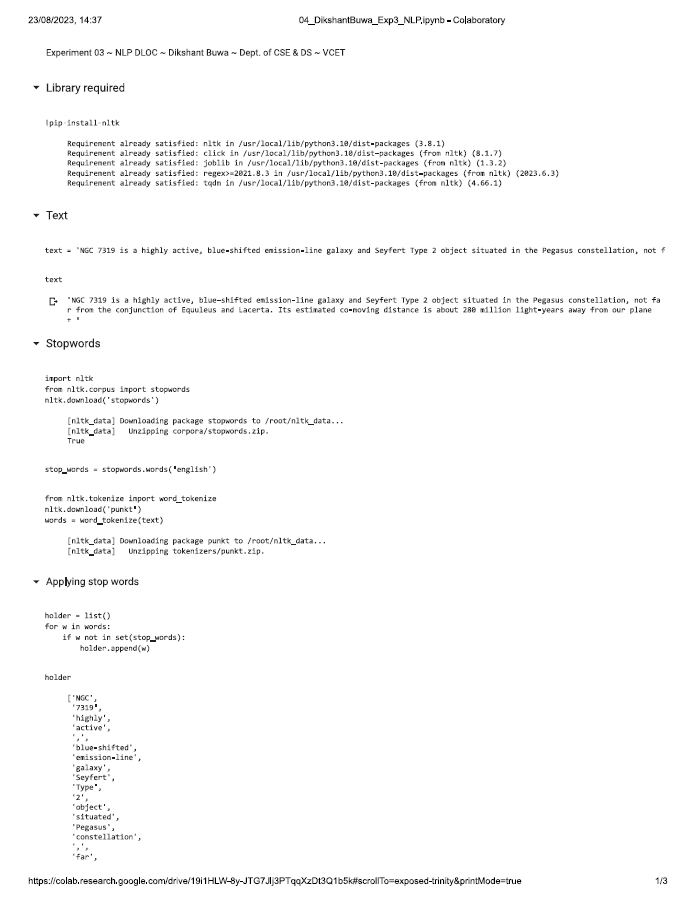 23/08/2023, 14:37
04_DikshantBuwa_Exp3_NLP,ipynb - Colaboratory
Experiment 03 ~ NLP DLOC ~ Dikshant Buwa ~ Dept. of CSE & DS ~ VCET
Library required
!pip install nltk
Requirement already satisfied: nltk in /usr/local/lib/python3.10/dist-packages (3.8.1)
Requirement already satisfied: click in /usr/local/lib/python3.10/dist-packages (from nltk) (8.1.7)
Requirement already satisfied: joblib in /usr/local/lib/python3.10/dist-packages (from nltk) (1.3.2)
Requirement already satisfied: regex>=2021.8.3 in /usr/local/lib/python3.10/dist-packages (from nltk) (2023.6.3)
Requirement already satisfied: tqdm in /usr/local/lib/python3.10/dist-packages (from nltk) (4.66.1)
Text
text = 'NGC 7319 is a highly active, blue-shifted emission-line galaxy and Seyfert Type 2 object situated in the Pegasus constellation, not f
text
'NGC 7319 is a highly active, blue-shifted emission-line galaxy and Seyfert Type 2 object situated in the Pegasus constellation, not fa
r from the conjunction of Equuleus and Lacerta. Its estimated co-moving distance is about 280 million light-years away from our plane
t '
Stopwords
import nltk
from nltk.corpus import stopwords
nltk.download('stopwords')
[nltk_data] Downloading package stopwords to /root/nltk_data...
[nltk_data]   Unzipping corpora/stopwords.zip.
True
stop_words = stopwords.words('english')
from nltk.tokenize import word_tokenize
nltk.download('punkt')
words = word_tokenize(text)
[nltk_data] Downloading package punkt to /root/nltk_data...
[nltk_data]   Unzipping tokenizers/punkt.zip.
Applying stop words
holder = list()
for w in words:
    if w not in set(stop_words):
        holder.append(w)
holder
['NGC',
'7319',
'highly',
'active',
',',
'blue-shifted',
'emission-line',
'galaxy',
'Seyfert',
'Type',
'2',
'object',
'situated',
'Pegasus',
'constellation',
',',
'far',
https://colab.research.google.com/drive/19i1HLW-8y-JTG7Jlj3PTqqXzDt3Q1b5k#scrollTo=exposed-trinity&printMode=true
1/3